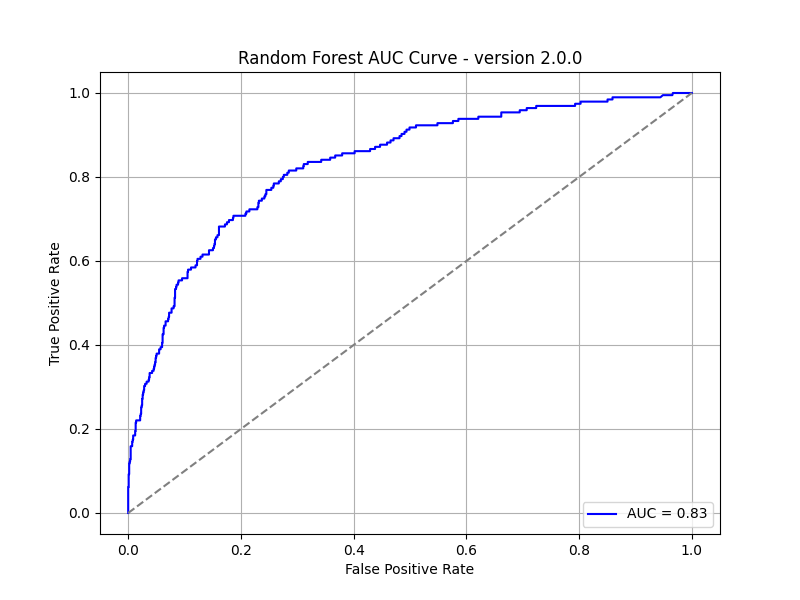 Random Forest AUC Curve - version 2.0.0
True Positive Rate
1.0
0.8
0.6
0.4
0.2
0.0
AUC = 0.83
0.0 0.2 0.4 0.6 0.8 1.0
False Positive Rate